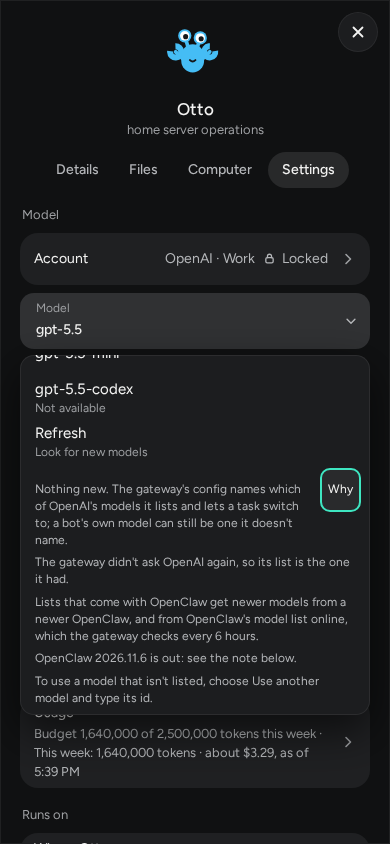 Otto
home server operations
Details Files Computer Settings
Model
Account OpenAI · Work Locked
Model
gpt-5.5
gpt-5.5-mini
gpt-5.5-codex
Not available
Refresh
Look for new models
Nothing new. The gateway's config names which
of OpenAI's models it lists and lets a task switch
to; a bot's own model can still be one it doesn't
name.
Why
The gateway didn't ask OpenAI again, so its list is the one
it had.
Lists that come with OpenClaw get newer models from a
newer OpenClaw, and from OpenClaw's model list online,
which the gateway checks every 6 hours.
OpenClaw 2026.11.6 is out: see the note below.
To use a model that isn't listed, choose Use another
model and type its id.
Budget 1,640,000 of 2,500,000 tokens this week ·
This week: 1,640,000 tokens · about $3.29, as of
5:39 PM
Runs on